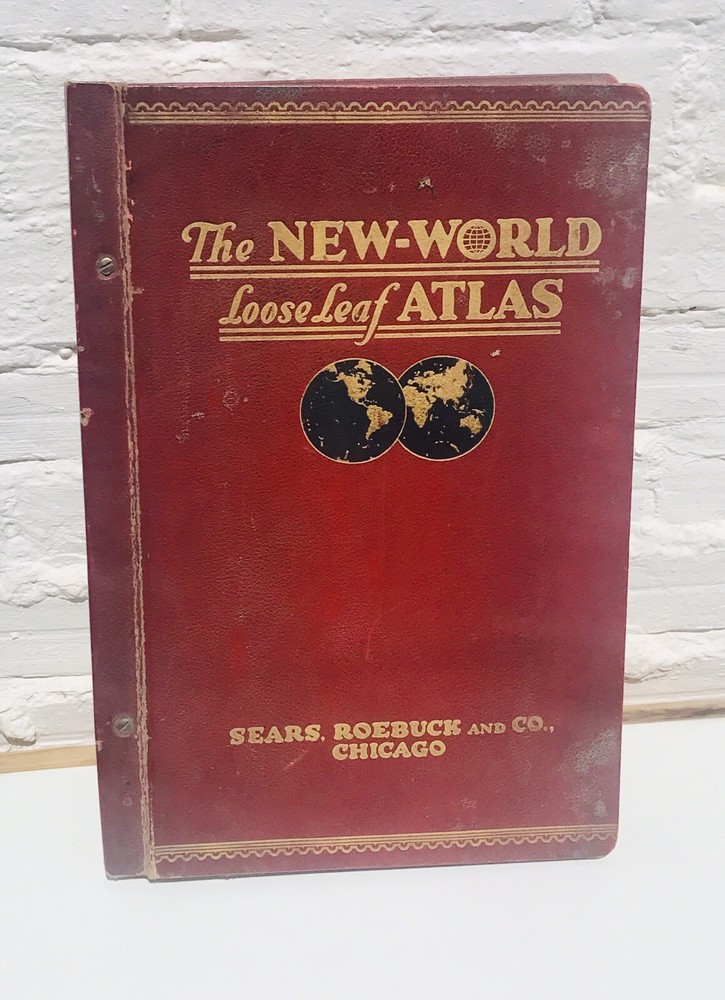 The NEW-WORLD
Loose Leaf ATLAS
SEARS, ROEBUCK AND CO.,
CHICAGO